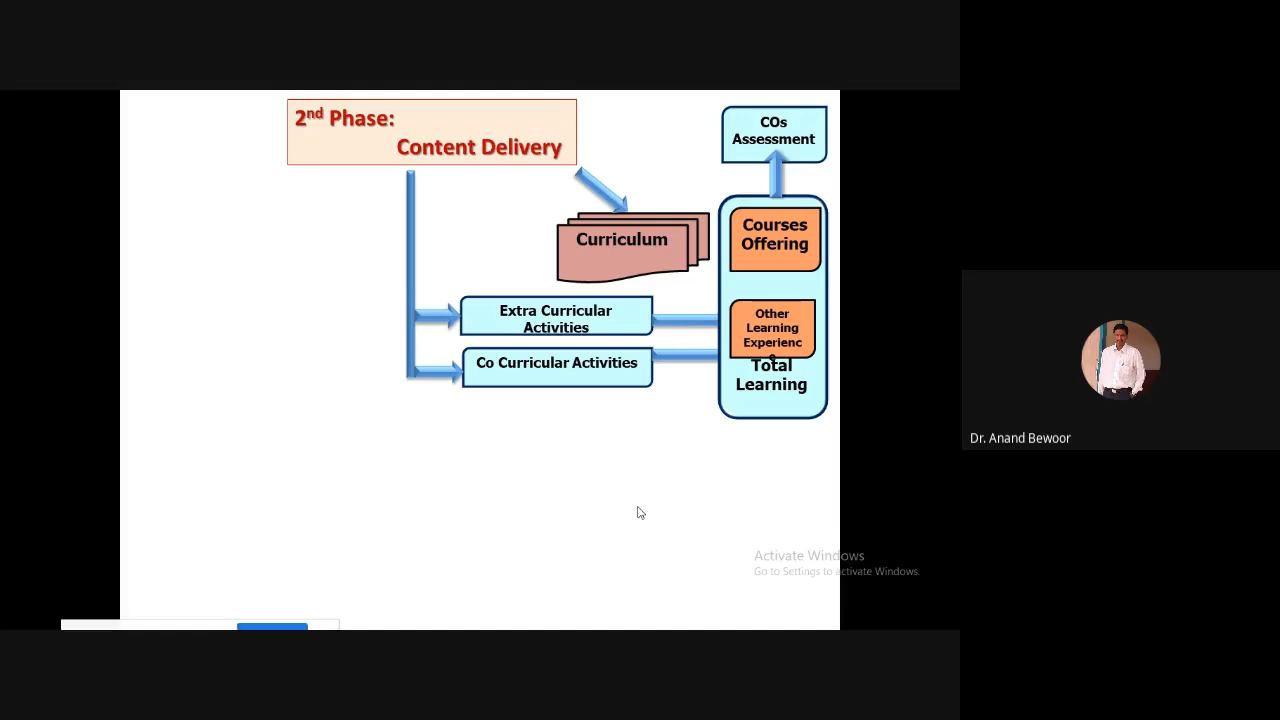 2nd Phase:
Content Delivery
COs
Assessment
Curriculum
Courses
Offering
Extra Curricular
Activities
Co Curricular Activities
Other
Learning
Experienc
e
Total
Learning
Dr. Anand Bewoor
Activate Windows
Go to Settings to activate Windows.